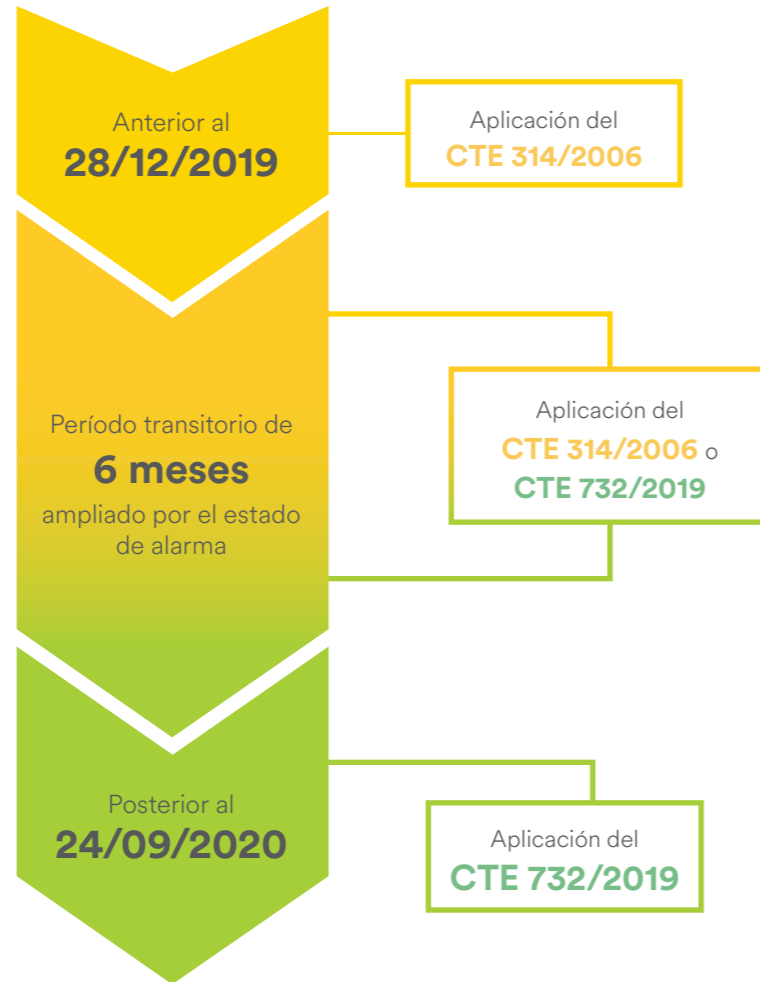 Anterior al
28/12/2019
Aplicación del
CTE 314/2006
Período transitorio de
6 meses
ampliado por el estado
de alarma
Aplicación del
CTE 314/2006 o
CTE 732/2019
Posterior al
24/09/2020
Aplicación del
CTE 732/2019